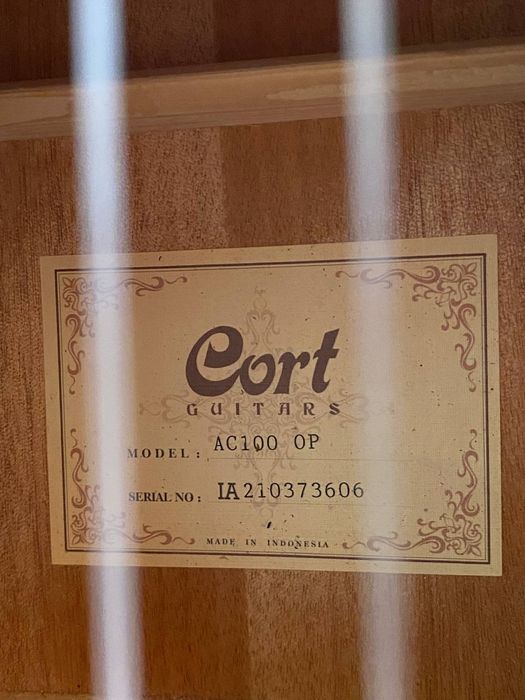 Cort
GUITARS
MODEL : AC100 OP
SERIAL NO : IA210373606
MADE IN INDONESIA